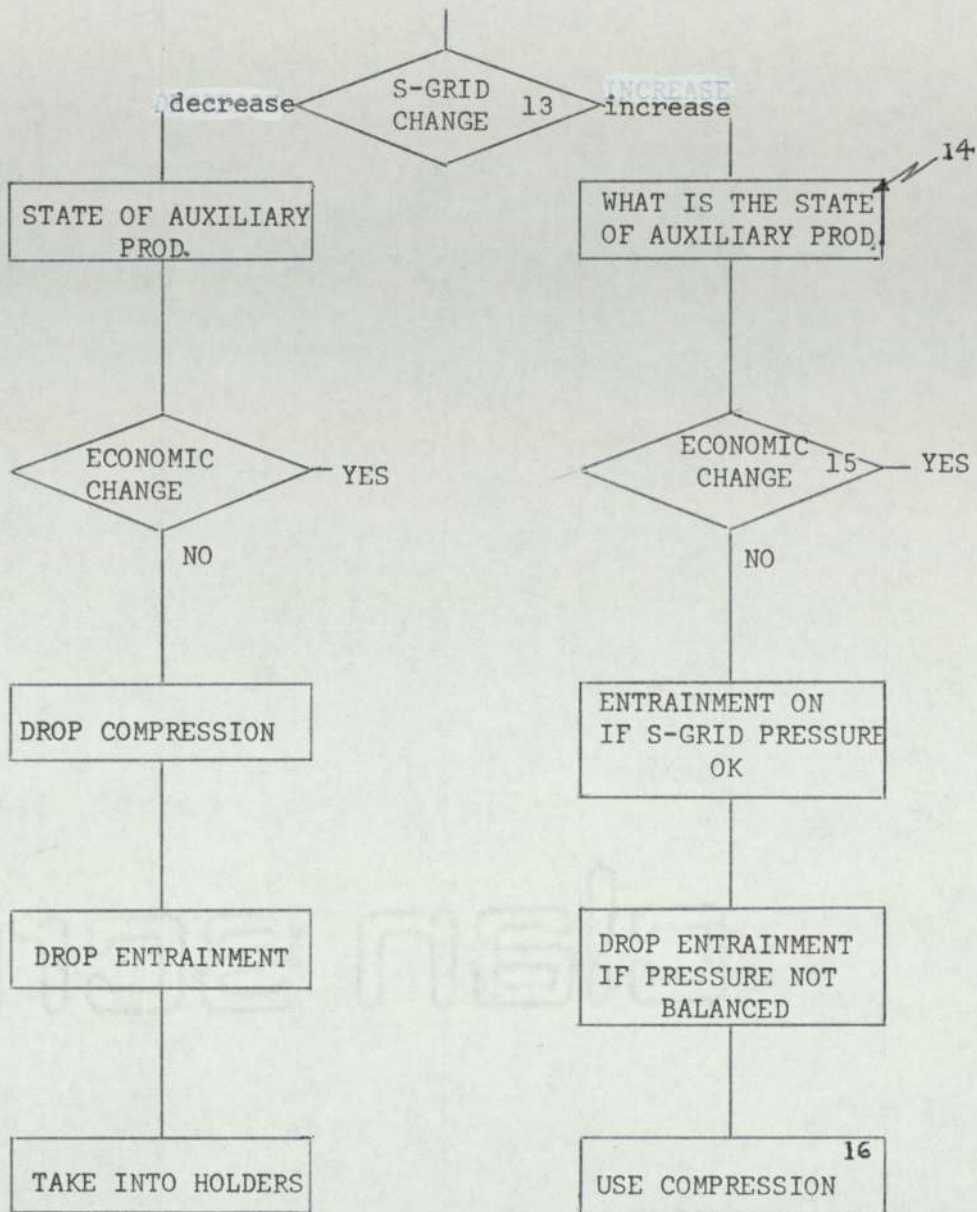 S-GRID
CHANGE 13
decrease
INCREASE
increase
14
STATE OF AUXILIARY
PROD.
WHAT IS THE STATE
OF AUXILIARY PROD
ECONOMIC
CHANGE
YES
NO
ECONOMIC
CHANGE 15
YES
NO
DROP COMPRESSION
ENTRAINMENT ON
IF S-GRID PRESSURE
OK
DROP ENTRAINMENT
DROP ENTRAINMENT
IF PRESSURE NOT
BALANCED
TAKE INTO HOLDERS
16
USE COMPRESSION